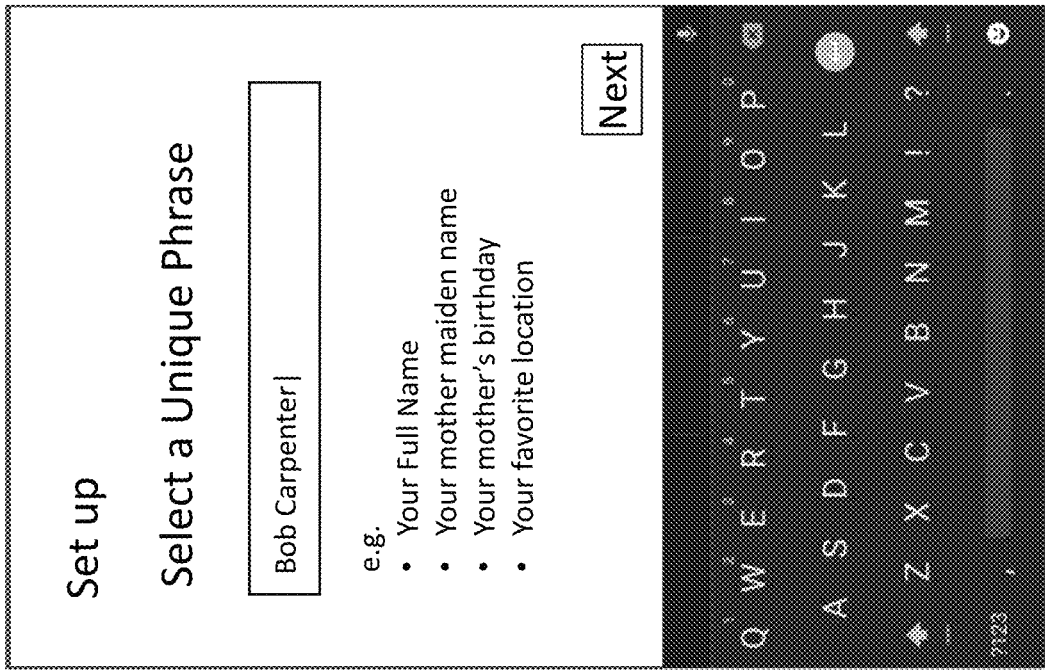 Set up
Select a Unique Phrase
Bob Carpenter
e.g.
• Your Full Name
• Your mother maiden name
• Your mother's birthday
• Your favorite location
Next
Q W E R T Y U I O P
A S D F G H J K L
Z X C V B N M ! ?
?123 , .